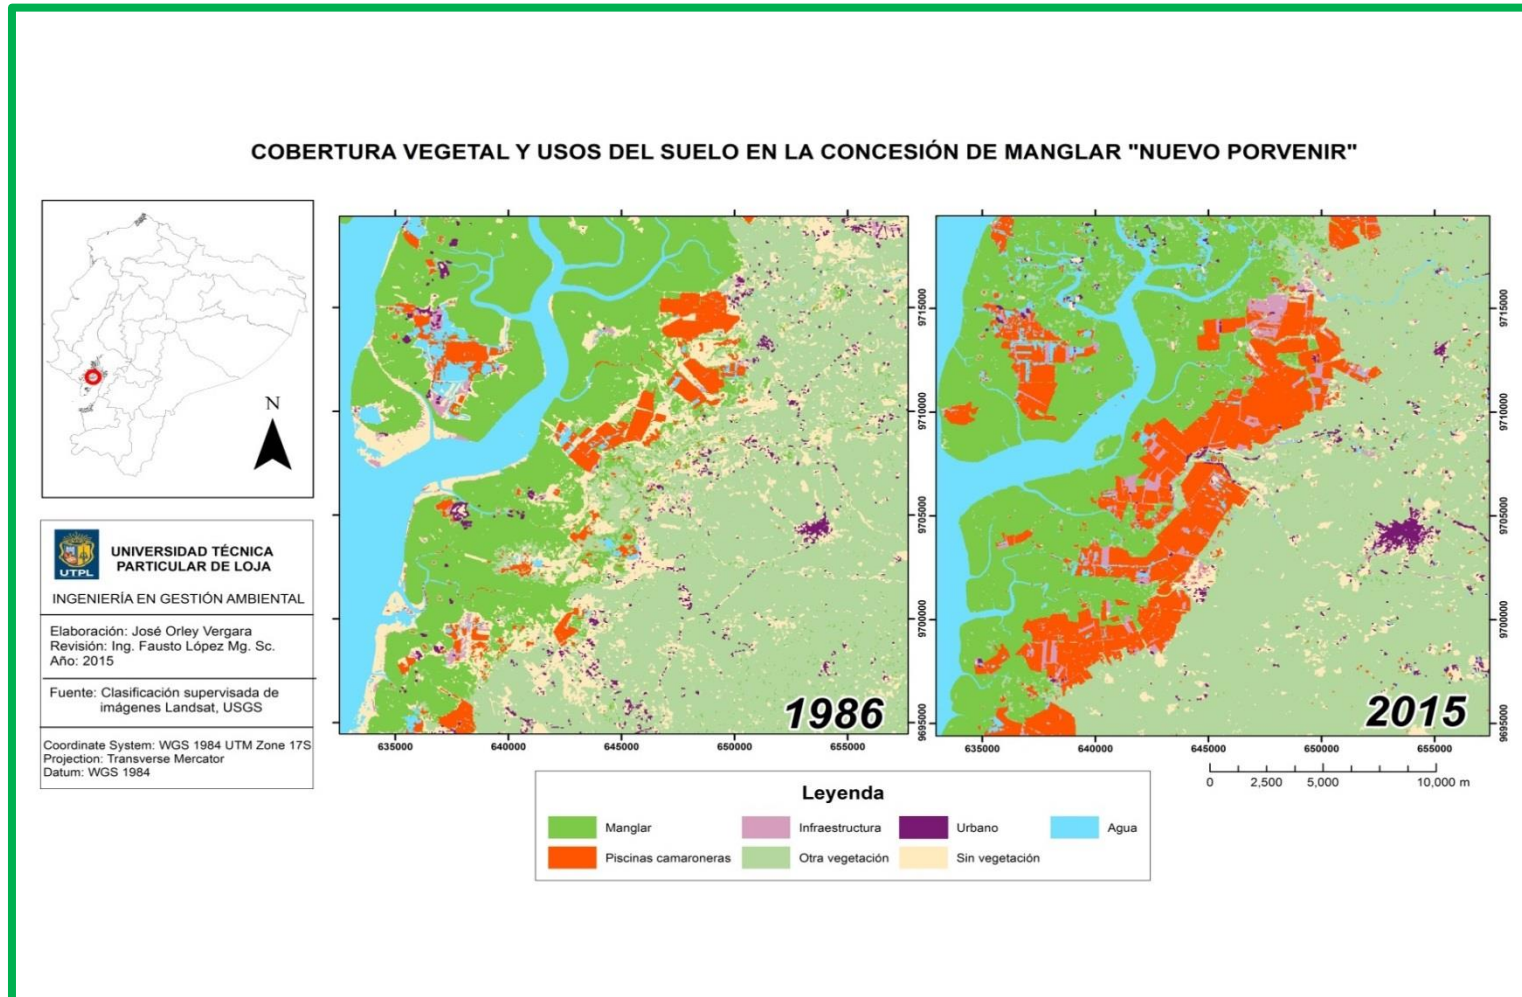 COBERTURA VEGETAL Y USOS DEL SUELO EN LA CONCESIÓN DE MANGLAR "NUEVO PORVENIR"
N
UTPL
UNIVERSIDAD TÉCNICA
PARTICULAR DE LOJA
INGENIERÍA EN GESTIÓN AMBIENTAL
Elaboración: José Orley Vergara
Revisión: Ing. Fausto López Mg. Sc.
Año: 2015
Fuente: Clasificación supervisada de
imágenes Landsat, USGS
Coordinate System: WGS 1984 UTM Zone 17S
Projection: Transverse Mercator
Datum: WGS 1984
1986
635000 640000 645000 650000 655000
9715000
9710000
9705000
9700000
9695000
2015
635000 640000 645000 650000 655000
9715000
9710000
9705000
9700000
9695000
0 2,500 5,000 10,000 m
Leyenda
Manglar Infraestructura Urbano Agua
Piscinas camaroneras Otra vegetación Sin vegetación